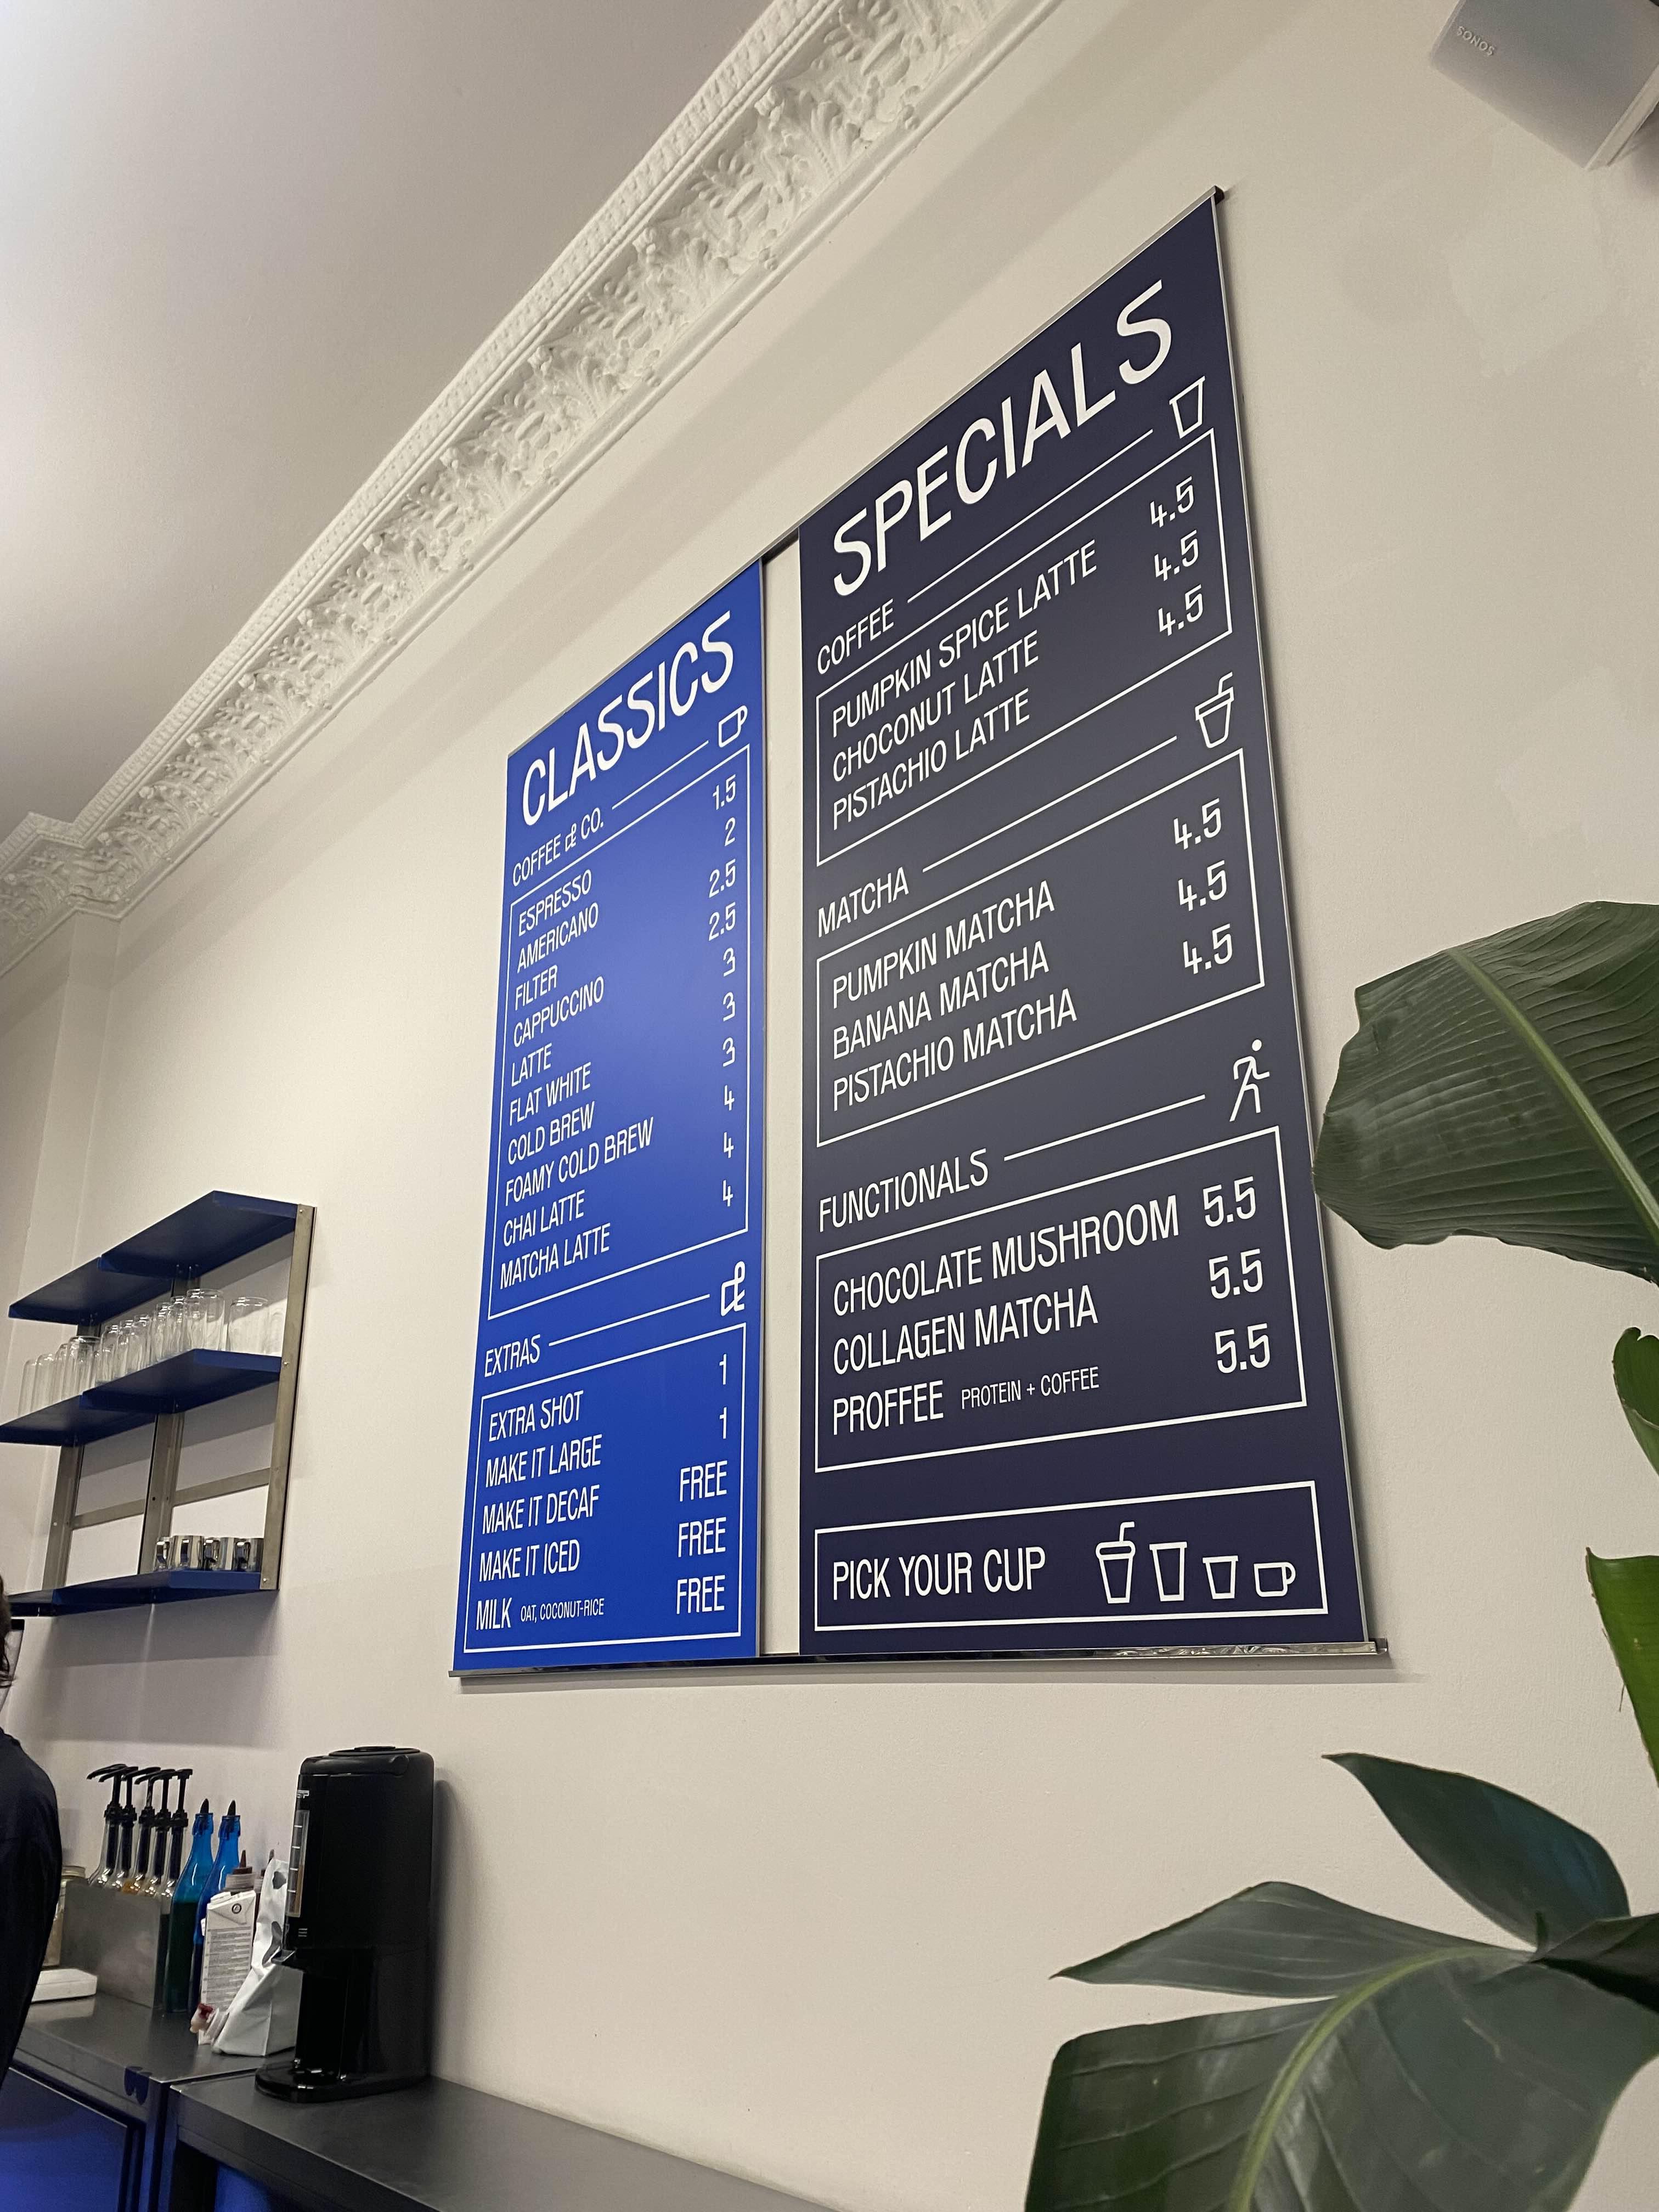 SONOS
CLASSICS
COFFEE & CO.
ESPRESSO 1.5
AMERICANO 2
FILTER 2.5
CAPPUCCINO 2.5
LATTE 3
FLAT WHITE 3
COLD BREW 3
FOAMY COLD BREW 4
CHAI LATTE 4
MATCHA LATTE 4
EXTRAS &
EXTRA SHOT 1
MAKE IT LARGE 1
MAKE IT DECAF FREE
MAKE IT ICED FREE
MILK OAT, COCONUT-RICE FREE
SPECIALS
COFFEE
PUMPKIN SPICE LATTE 4.5
CHOCONUT LATTE 4.5
PISTACHIO LATTE 4.5
MATCHA
PUMPKIN MATCHA 4.5
BANANA MATCHA 4.5
PISTACHIO MATCHA 4.5
FUNCTIONALS
CHOCOLATE MUSHROOM 5.5
COLLAGEN MATCHA 5.5
PROFFEE PROTEIN + COFFEE 5.5
PICK YOUR CUP